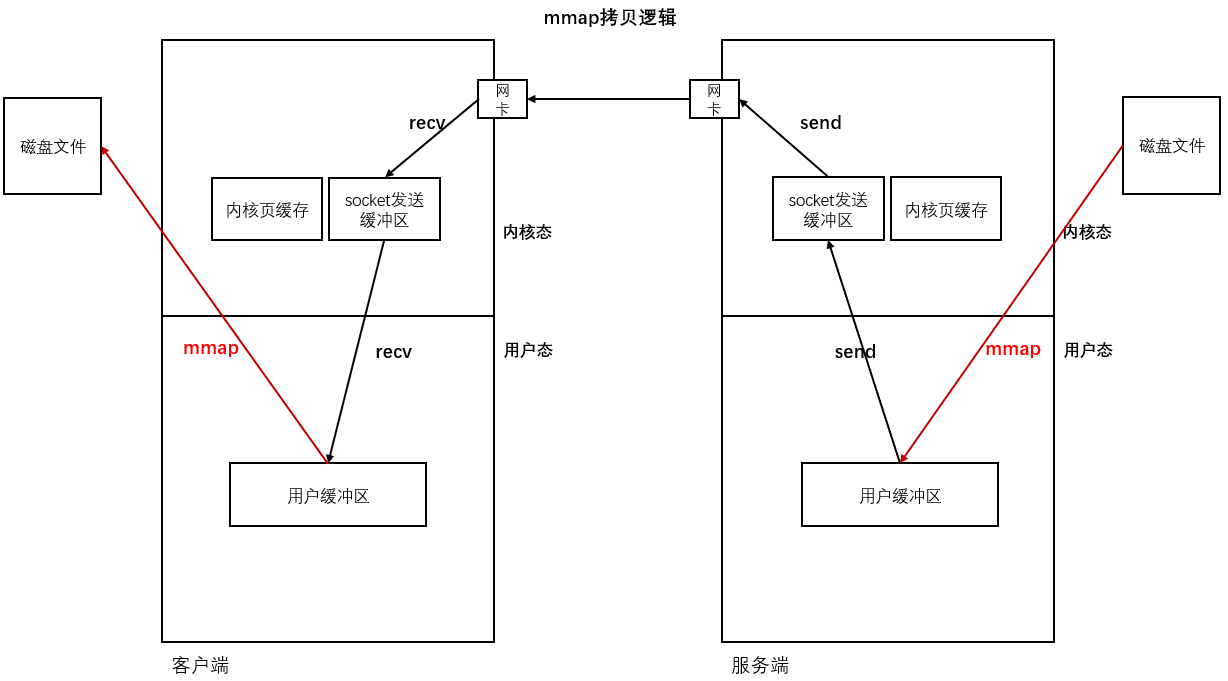 mmap拷贝逻辑
网
卡
网
卡
recv
send
磁盘文件
磁盘文件
内核页缓存
socket发送
缓冲区
socket发送
缓冲区
内核页缓存
内核态
内核态
mmap
recv
用户态
send
mmap
用户态
用户缓冲区
用户缓冲区
客户端
服务端